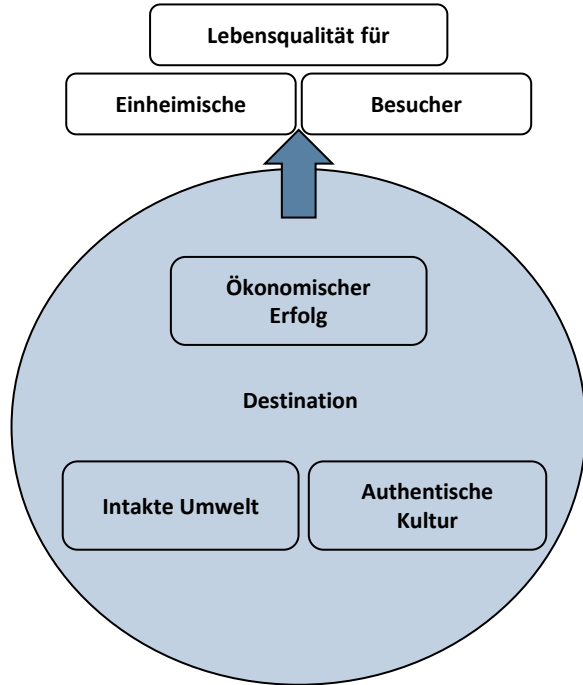 Lebensqualität für
Einheimische
Besucher
Ökonomischer
Erfolg
Destination
Intakte Umwelt
Authentische
Kultur